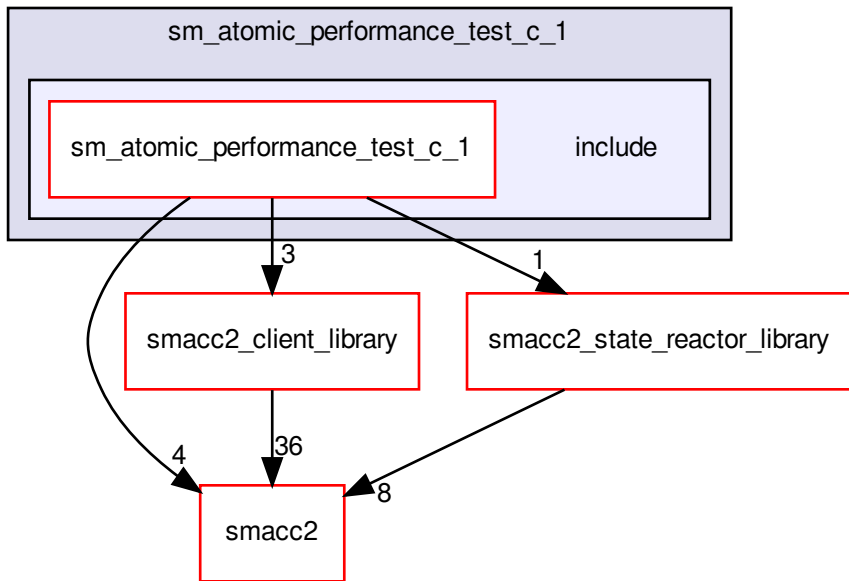 sm_atomic_performance_test_c_1
sm_atomic_performance_test_c_1
include
3
1
smacc2_client_library
smacc2_state_reactor_library
4
36
8
smacc2